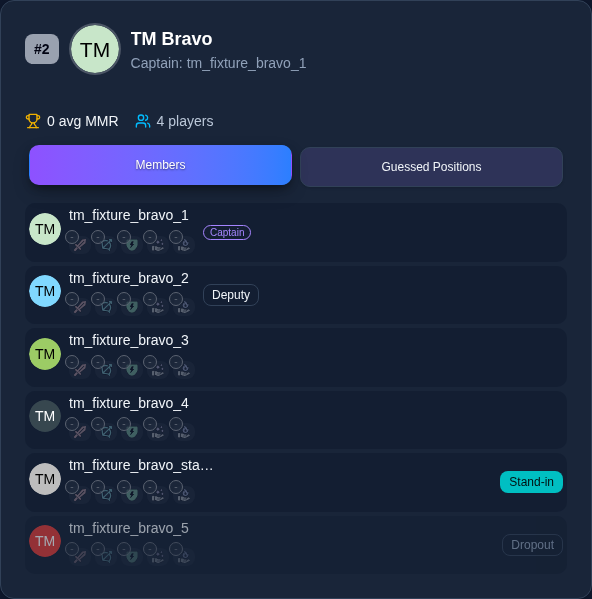 #2
TM
TM Bravo
Captain: tm_fixture_bravo_1
0 avg MMR
4 players
Members
Guessed Positions
TM
tm_fixture_bravo_1
Captain
TM
tm_fixture_bravo_2
Deputy
TM
tm_fixture_bravo_3
TM
tm_fixture_bravo_4
TM
tm_fixture_bravo_sta…
Stand-in
TM
tm_fixture_bravo_5
Dropout